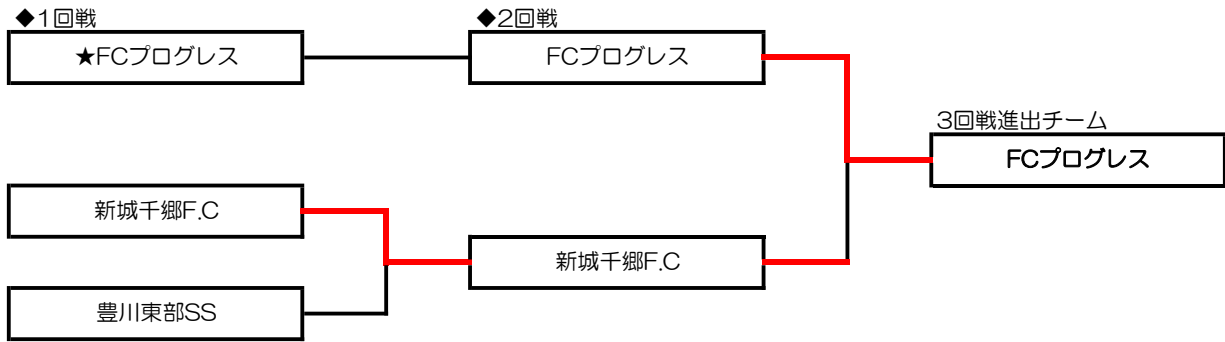 ◆1回戦
◆2回戦
★FCプログレス
FCプログレス
3回戦進出チーム
FCプログレス
新城千郷F.C
新城千郷F.C
豊川東部SS